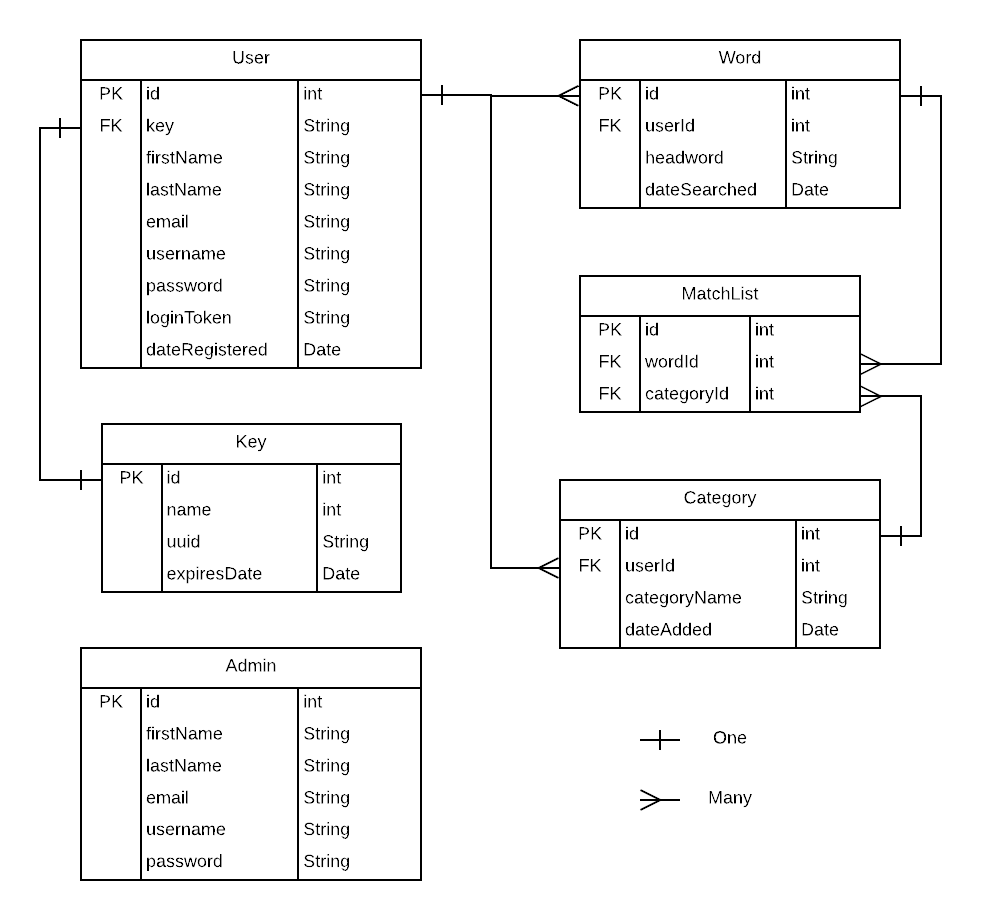 User
PK id int
FK key String
firstName String
lastName String
email String
username String
password String
loginToken String
dateRegistered Date
Word
PK id int
FK userId int
headword String
dateSearched Date
MatchList
PK id int
FK wordId int
FK categoryId int
Key
PK id int
name int
uuid String
expiresDate Date
Category
PK id int
FK userId int
categoryName String
dateAdded Date
Admin
PK id int
firstName String
lastName String
email String
username String
password String
One
Many